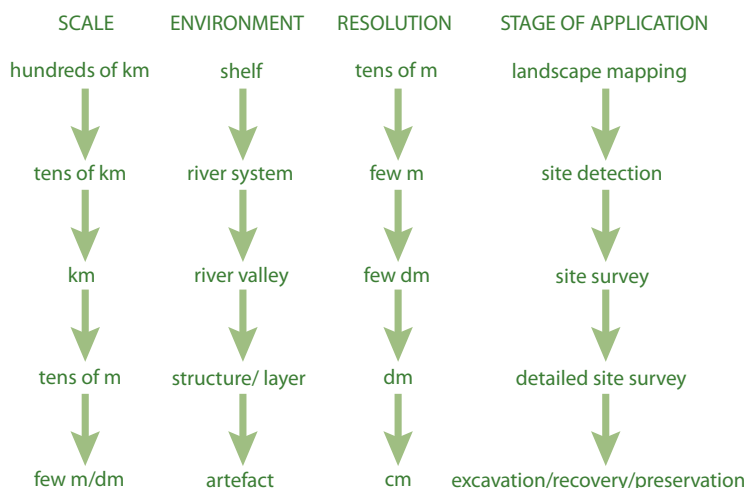 SCALE ENVIRONMENT RESOLUTION STAGE OF APPLICATION
hundreds of km shelf tens of m landscape mapping
tens of km river system few m site detection
km river valley few dm site survey
tens of m structure/ layer dm detailed site survey
few m/dm artefact cm excavation/recovery/preservation